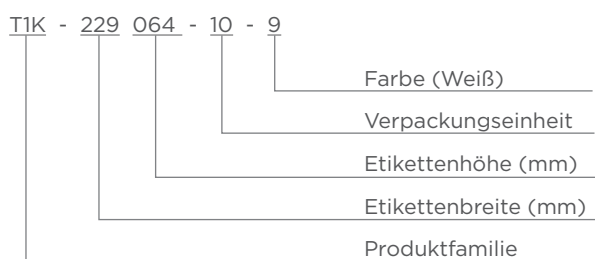 T1K - 229 064 - 10 - 9
Farbe (Weiß)
Verpackungseinheit
Etikettenhöhe (mm)
Etikettenbreite (mm)
Produktfamilie